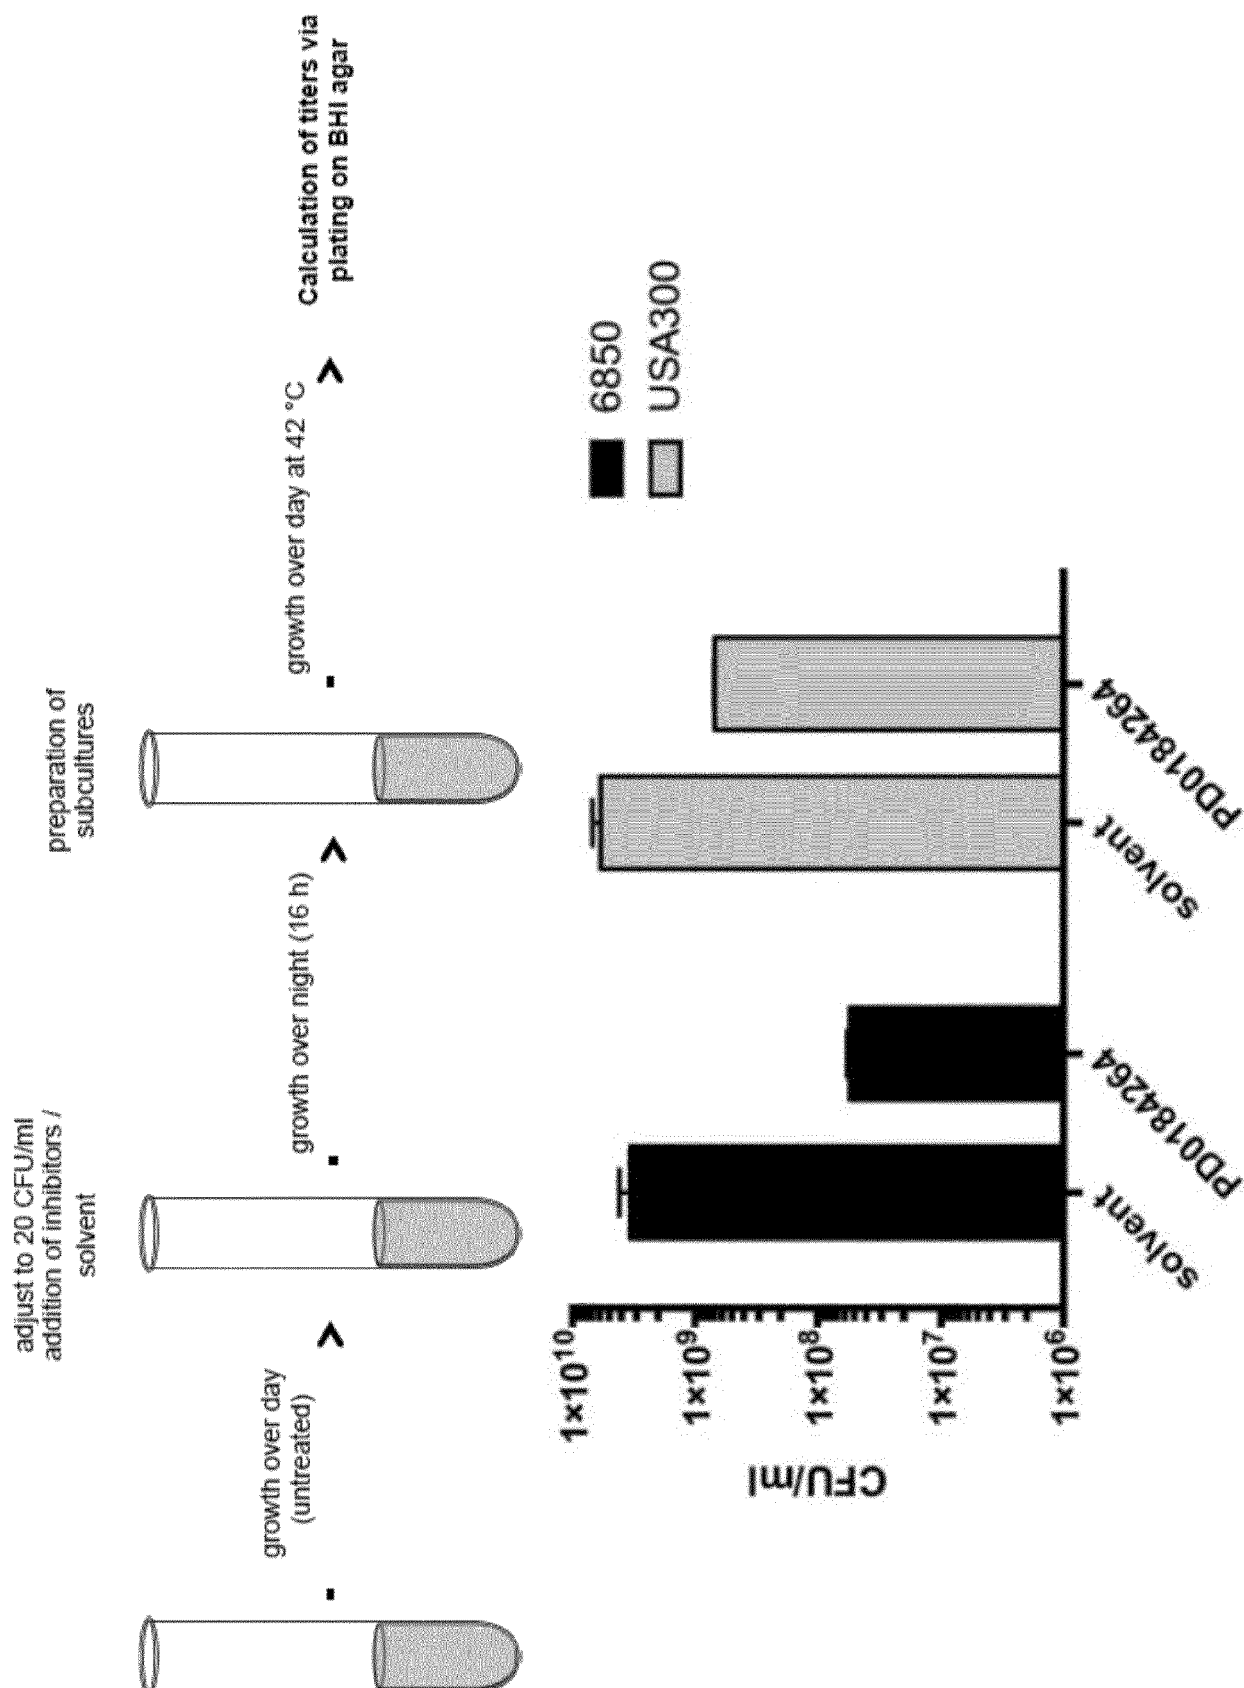 growth over day
(untreated)
adjust to 20 CFU/ml
addition of inhibitors /
solvent
growth over night (16 h)
preparation of
subcultures
growth over day at 42 °C
Calculation of titers via
plating on BHI agar
CFU/ml
1×10¹⁰
1×10⁹
1×10⁸
1×10⁷
1×10⁶
solvent
PD0184264
solvent
PD0184264
6850
USA300